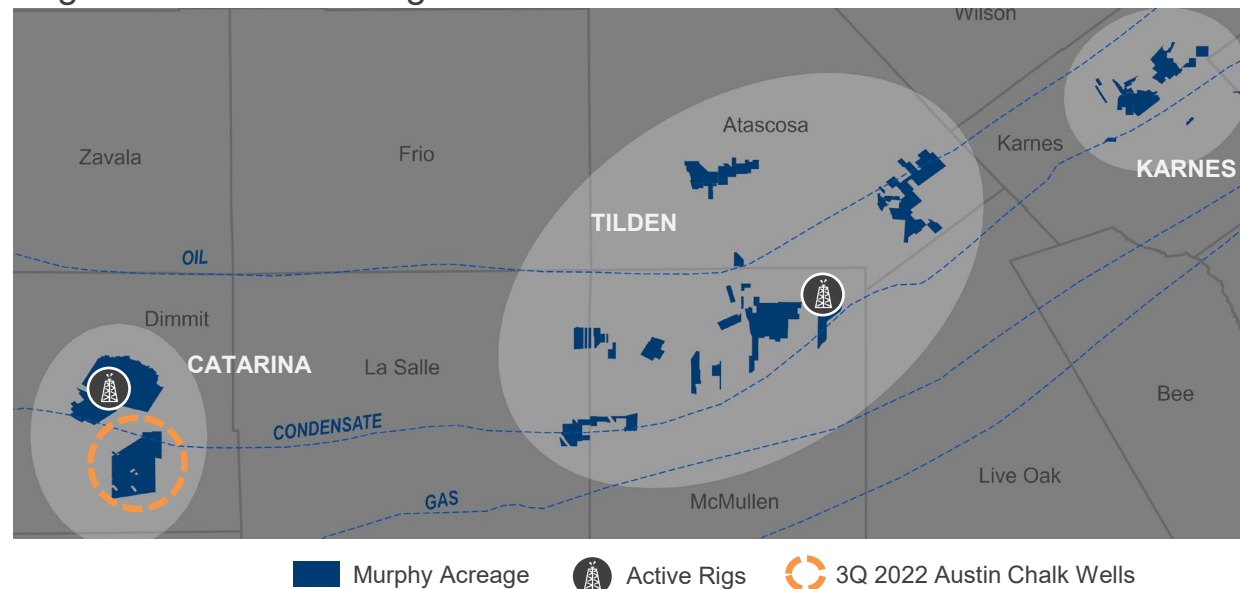 Wilson
Atascosa
Karnes
Zavala
Frio
KARNES
TILDEN
OIL
Dimmit
CATARINA
La Salle
Bee
CONDENSATE
Live Oak
GAS
McMullen
Murphy Acreage
Active Rigs
3Q 2022 Austin Chalk Wells